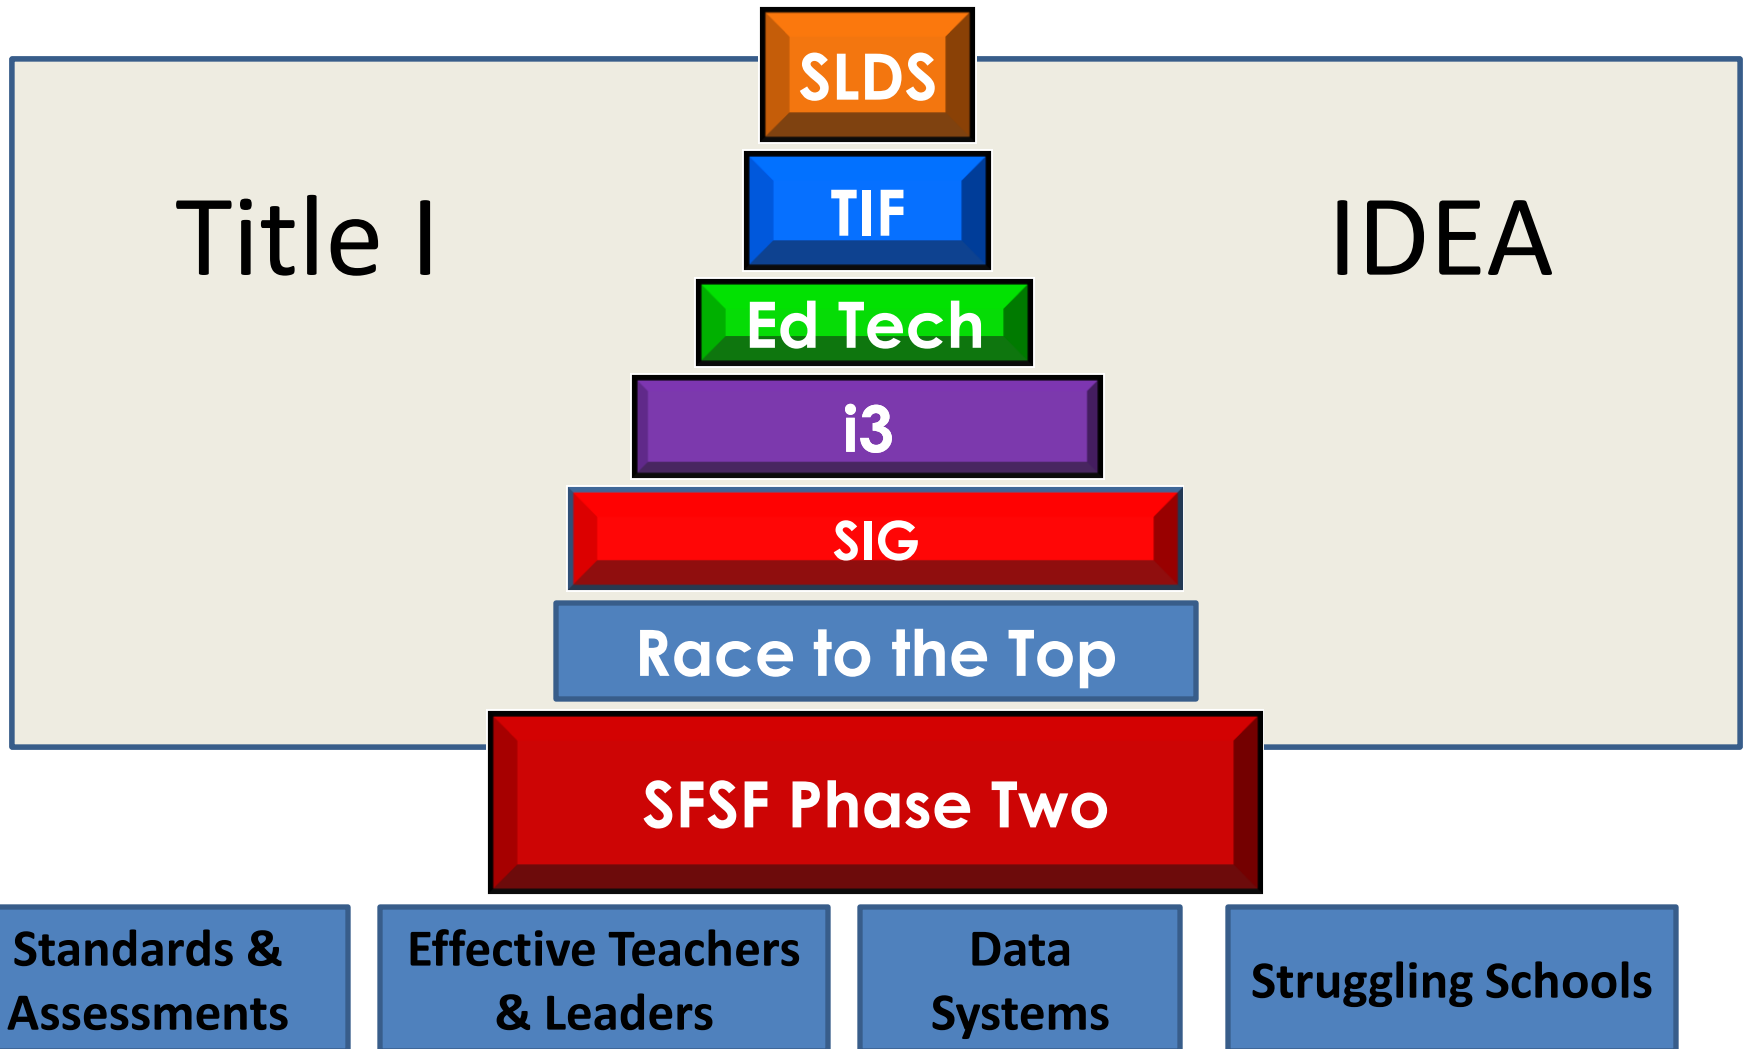 SLDS
Title I
TIF
IDEA
Ed Tech
i3
SIG
Race to the Top
SFSF Phase Two
Standards &
Assessments
Effective Teachers
& Leaders
Data
Systems
Struggling Schools